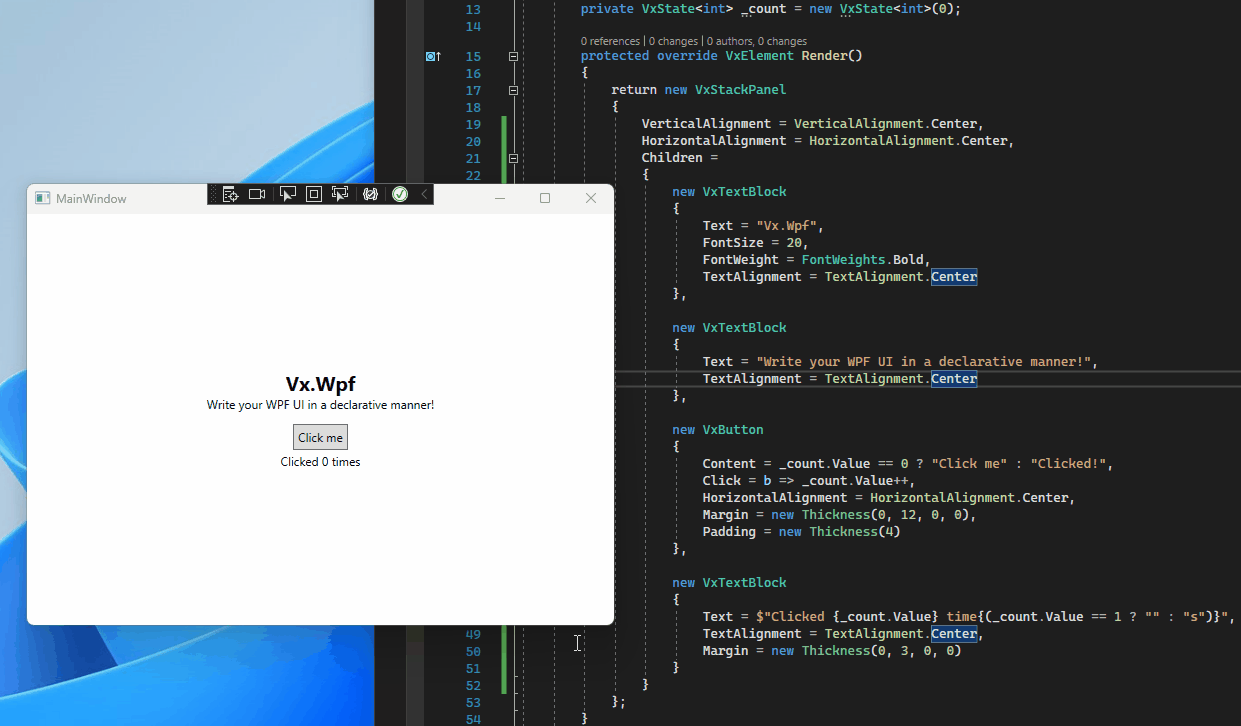 13 private VxState<int> _count = new VxState<int>(0);
14
0 references | 0 changes | 0 authors, 0 changes
15 protected override VxElement Render()
16 {
17 return new VxStackPanel
18 {
19 VerticalAlignment = VerticalAlignment.Center,
20 HorizontalAlignment = HorizontalAlignment.Center,
21 Children =
22 {
new VxTextBlock
{
Text = "Vx.Wpf",
FontSize = 20,
FontWeight = FontWeights.Bold,
TextAlignment = TextAlignment.Center
},
new VxTextBlock
{
Text = "Write your WPF UI in a declarative manner!",
TextAlignment = TextAlignment.Center
},
new VxButton
{
Content = _count.Value == 0 ? "Click me" : "Clicked!",
Click = b => _count.Value++,
HorizontalAlignment = HorizontalAlignment.Center,
Margin = new Thickness(0, 12, 0, 0),
Padding = new Thickness(4)
},
new VxTextBlock
{
Text = $"Clicked {_count.Value} time{(_count.Value == 1 ? "" : "s")}",
49 TextAlignment = TextAlignment.Center,
50 Margin = new Thickness(0, 3, 0, 0)
51 }
52 }
53 };
54 }
MainWindow
Vx.Wpf
Write your WPF UI in a declarative manner!
Click me
Clicked 0 times